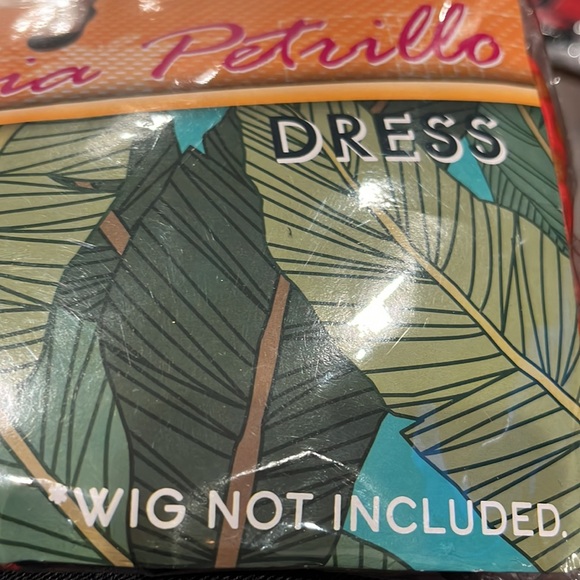 ia Petrillo
DRESS
*WIG NOT INCLUDED.